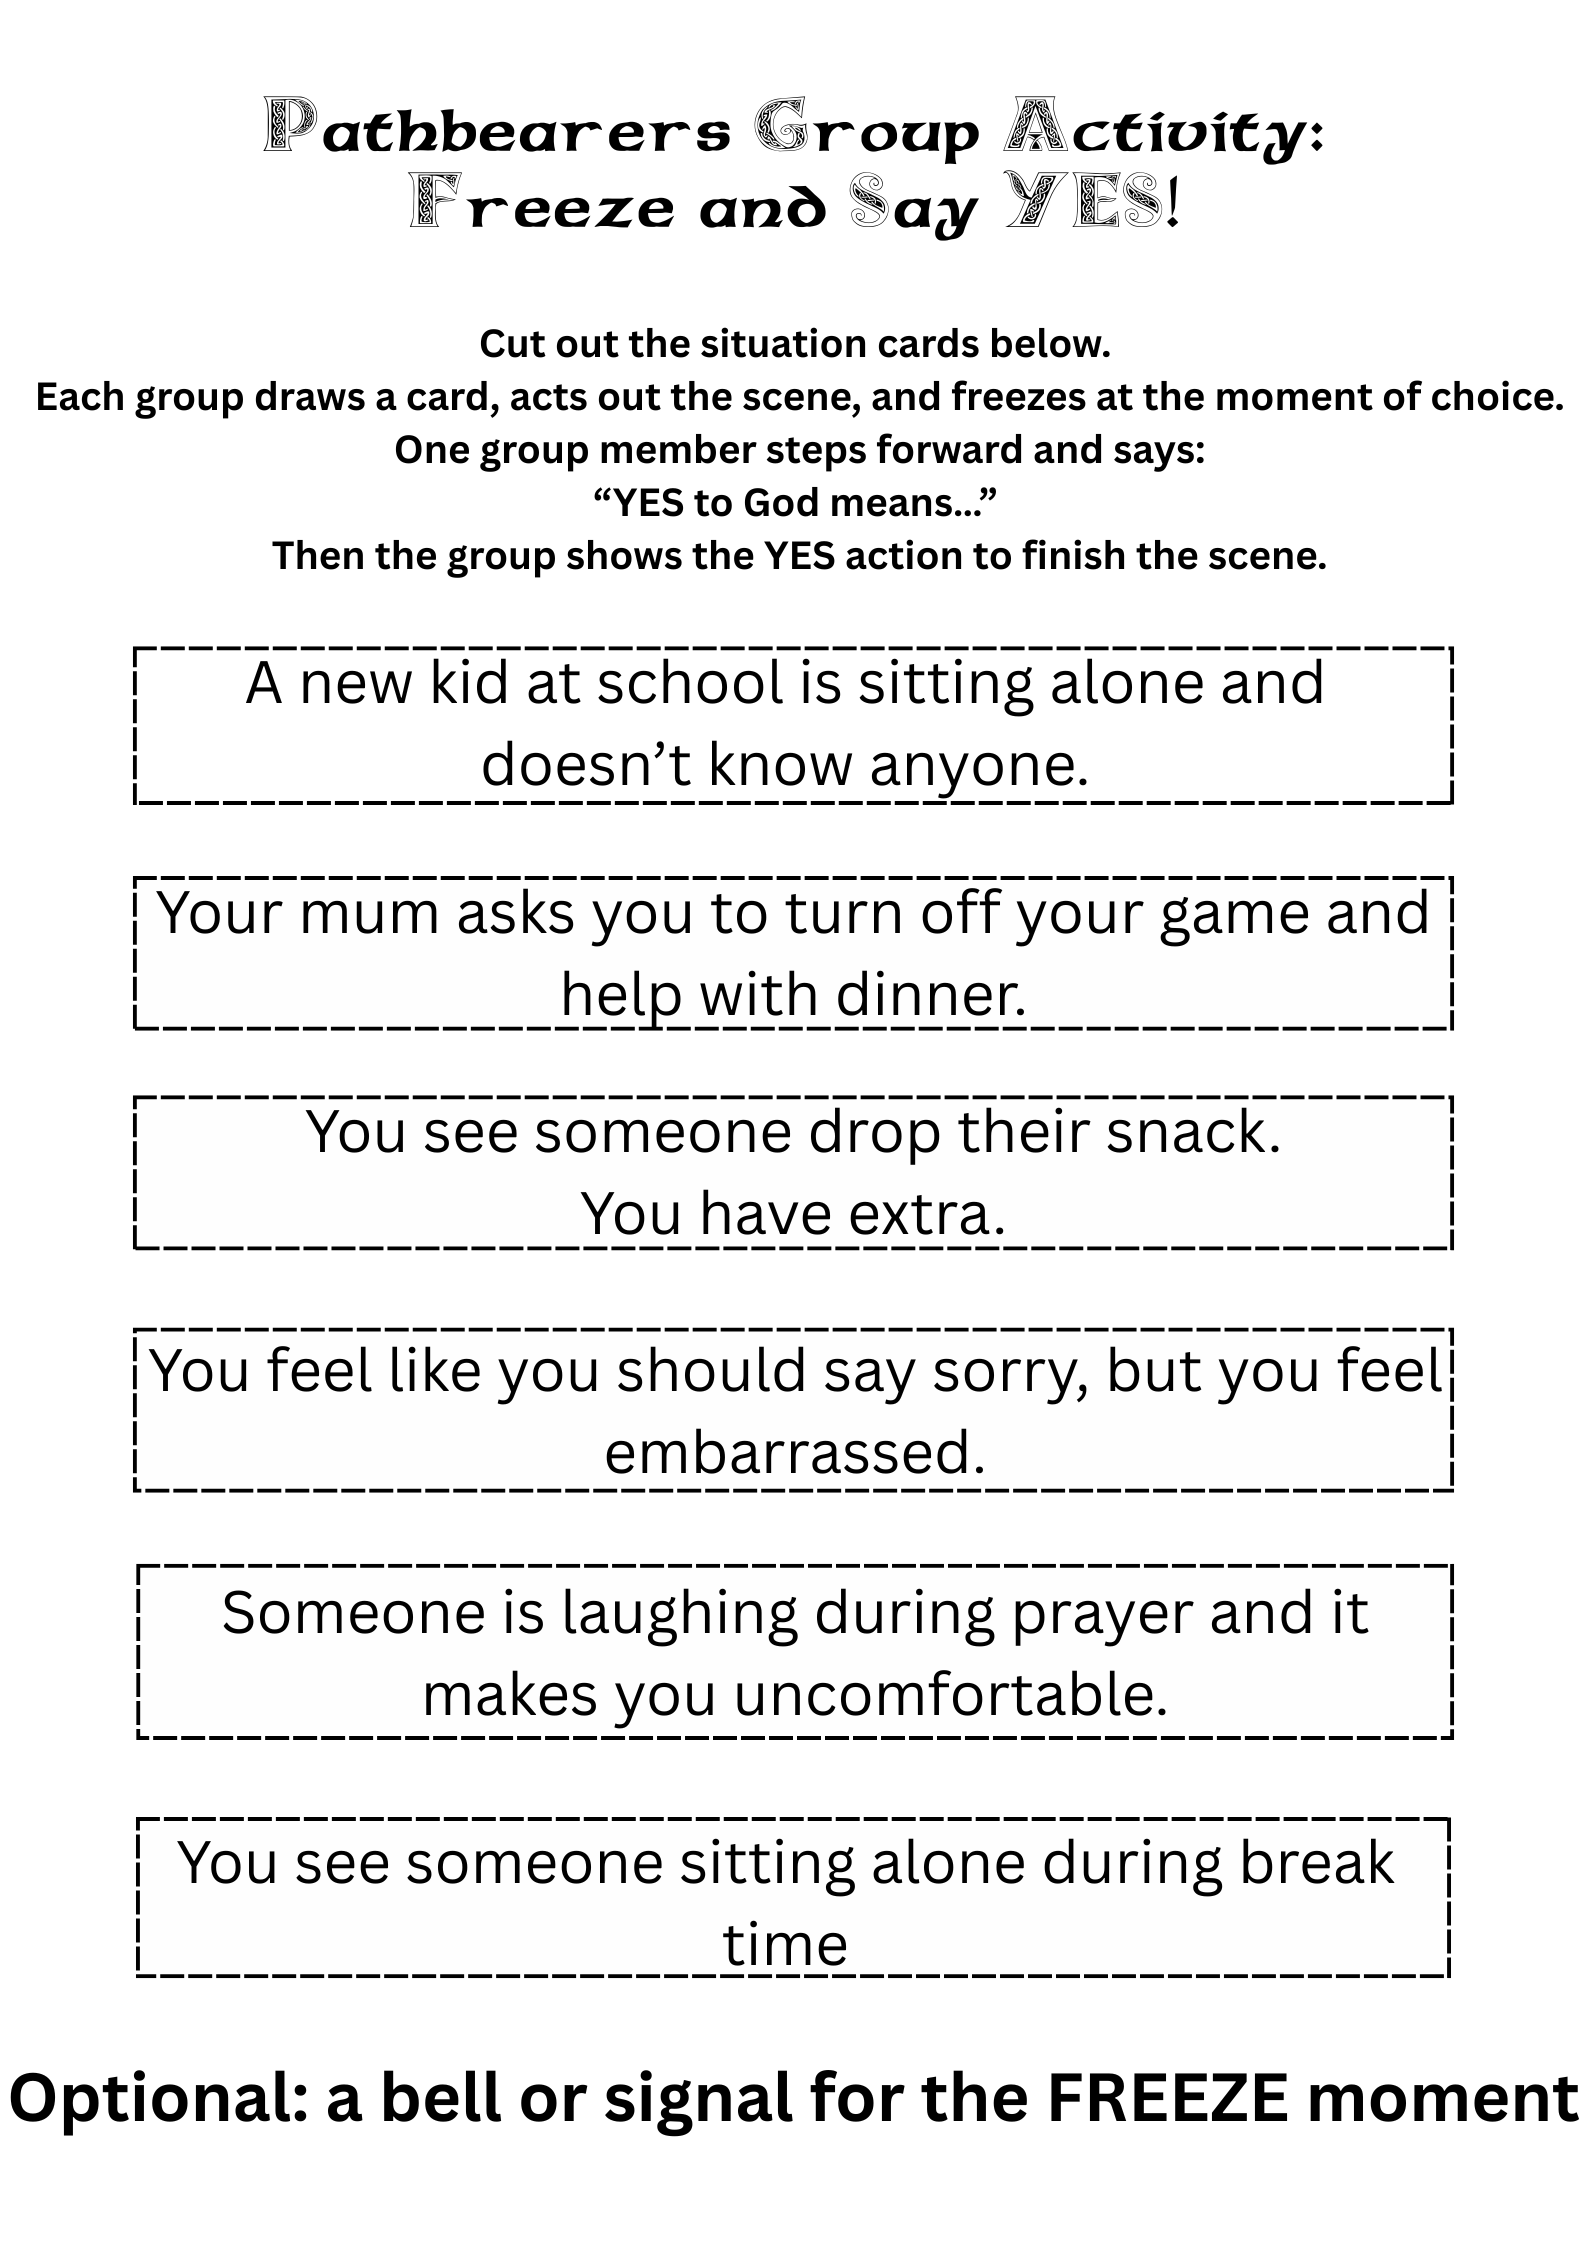 Pathbearers Group Activity:
Freeze and Say YES!
Cut out the situation cards below.
Each group draws a card, acts out the scene, and freezes at the moment of choice.
One group member steps forward and says:
“YES to God means...”
Then the group shows the YES action to finish the scene.
A new kid at school is sitting alone and
doesn’t know anyone.
Your mum asks you to turn off your game and
help with dinner.
You see someone drop their snack.
You have extra.
You feel like you should say sorry, but you feel
embarrassed.
Someone is laughing during prayer and it
makes you uncomfortable.
You see someone sitting alone during break
time
Optional: a bell or signal for the FREEZE moment